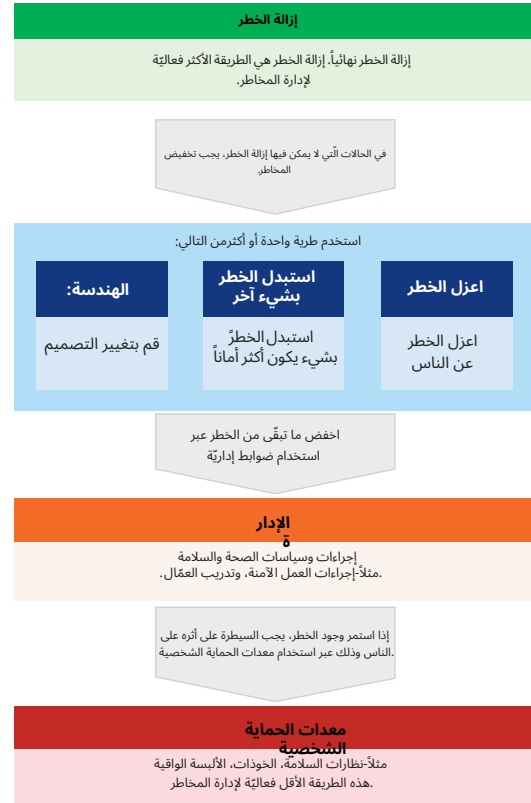 إزالة الخطر
إزالة الخطر نهائياً. إزالة الخطر هي الطريقة الأكثر فعاليّة
لإدارة المخاطر.
في الحالات الّتي لا يمكن فيها إزالة الخطر، يجب تخفيض
المخاطر.
استخدم طرية واحدة أو أكثرمن التالي:
اعزل الخطر
اعزل الخطر
عن الناس
استبدل الخطر
بشيء آخر
استبدل الخطرً
بشيء يكون أكثر أماناً
الهندسة:
قم بتغيير التصميم
اخفض ما تبقّى من الخطر عبر
استخدام ضوابط إداريّة
الإدار
ة
إجراءات وسياسات الصحة والسلامة
.مثلاً-إجراءات العمل الآمنة، وتدريب العمّال.
إذا استمر وجود الخطر، يجب السيطرة على أثره على
.الناس وذلك عبر استخدام معدات الحماية الشخصية
معدات الحماية
الشخصية
مثلاً-نظارات السلامة، الخوذات، الألبسة الواقية
.هذه الطريقة الأقل فعاليّة لإدارة المخاطر